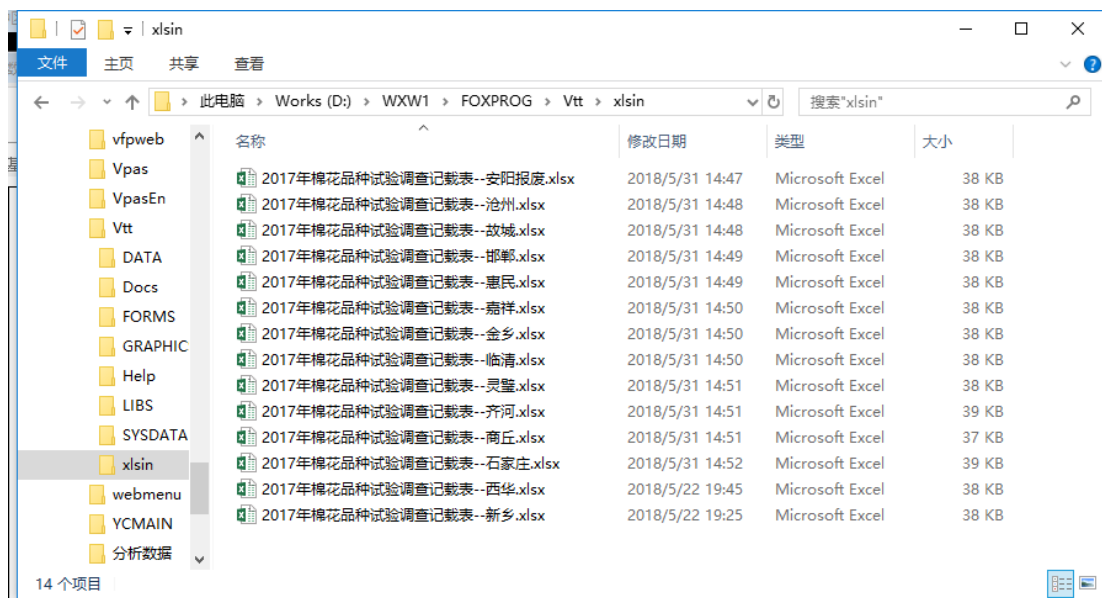 xlsin
文件 主页 共享 查看
此电脑 › Works (D:) › WXW1 › FOXPROG › Vtt › xlsin
搜索"xlsin"
名称 修改日期 类型 大小
vfpweb
Vpas
VpasEn
Vtt
DATA
Docs
FORMS
GRAPHIC
Help
LIBS
SYSDATA
xlsin
webmenu
YCMAIN
分析数据
2017年棉花品种试验调查记载表--安阳报废.xlsx 2018/5/31 14:47 Microsoft Excel 38 KB
2017年棉花品种试验调查记载表--沧州.xlsx 2018/5/31 14:48 Microsoft Excel 38 KB
2017年棉花品种试验调查记载表--故城.xlsx 2018/5/31 14:48 Microsoft Excel 38 KB
2017年棉花品种试验调查记载表--邯郸.xlsx 2018/5/31 14:49 Microsoft Excel 38 KB
2017年棉花品种试验调查记载表--惠民.xlsx 2018/5/31 14:49 Microsoft Excel 38 KB
2017年棉花品种试验调查记载表--嘉祥.xlsx 2018/5/31 14:50 Microsoft Excel 38 KB
2017年棉花品种试验调查记载表--金乡.xlsx 2018/5/31 14:50 Microsoft Excel 38 KB
2017年棉花品种试验调查记载表--临清.xlsx 2018/5/31 14:50 Microsoft Excel 38 KB
2017年棉花品种试验调查记载表--灵璧.xlsx 2018/5/31 14:51 Microsoft Excel 38 KB
2017年棉花品种试验调查记载表--齐河.xlsx 2018/5/31 14:51 Microsoft Excel 39 KB
2017年棉花品种试验调查记载表--商丘.xlsx 2018/5/31 14:51 Microsoft Excel 37 KB
2017年棉花品种试验调查记载表--石家庄.xlsx 2018/5/31 14:52 Microsoft Excel 39 KB
2017年棉花品种试验调查记载表--西华.xlsx 2018/5/22 19:45 Microsoft Excel 38 KB
2017年棉花品种试验调查记载表--新乡.xlsx 2018/5/22 19:25 Microsoft Excel 38 KB
14 个项目